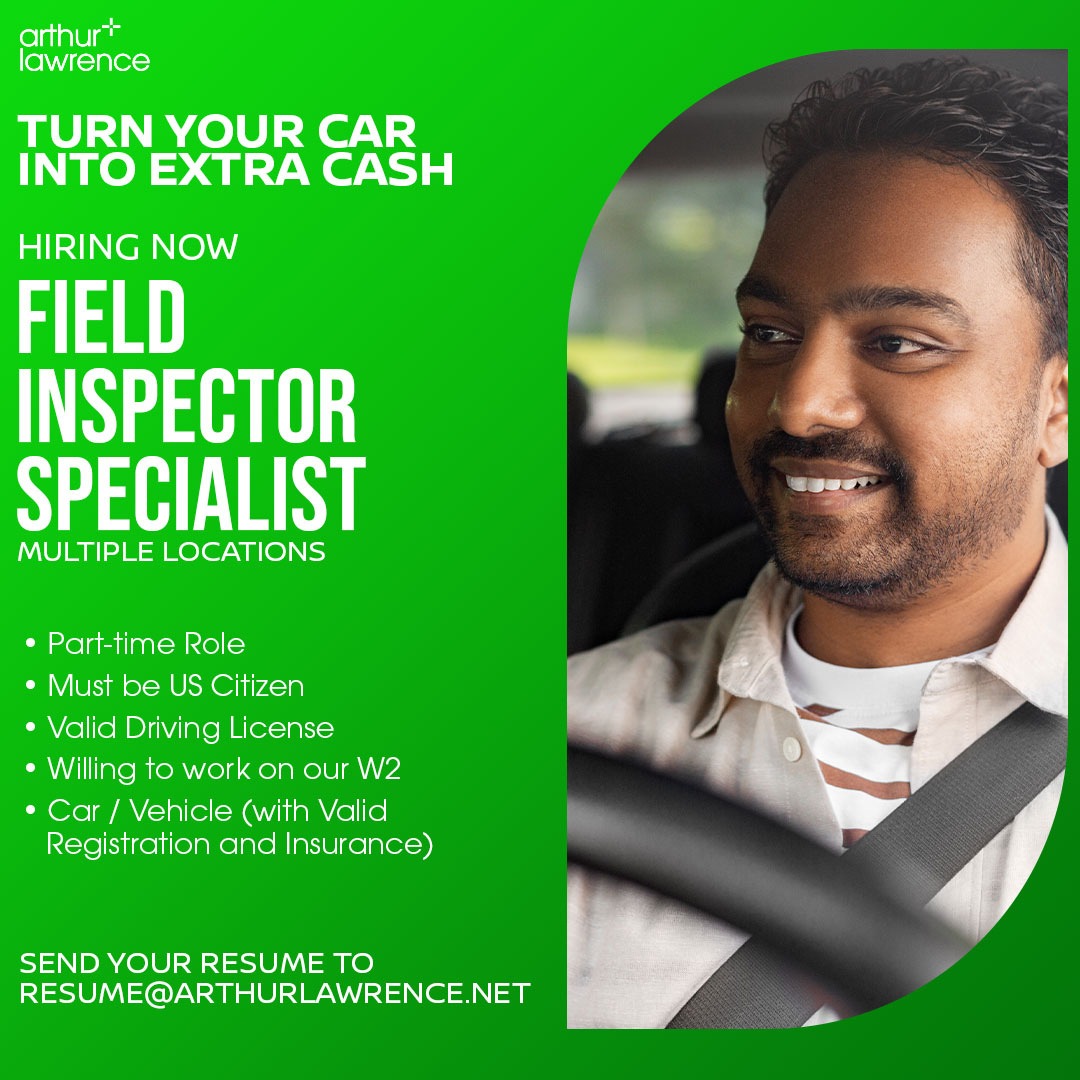 arthur
lawrence
TURN YOUR CAR
INTO EXTRA CASH
HIRING NOW
FIELD
INSPECTOR
SPECIALIST
MULTIPLE LOCATIONS
• Part-time Role
• Must be US Citizen
• Valid Driving License
• Willing to work on our W2
• Car / Vehicle (with Valid
Registration and Insurance)
SEND YOUR RESUME TO
RESUME@ARTHURLAWRENCE.NET